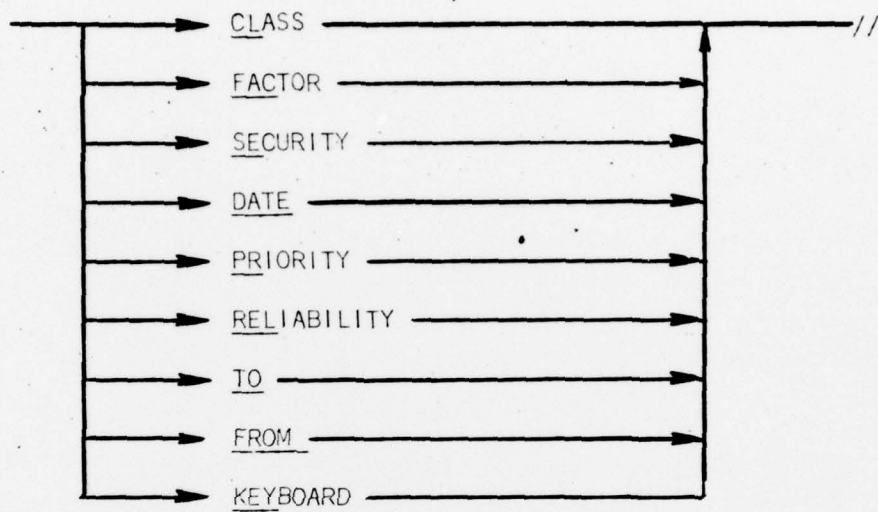 CLASS //
FACTOR
SECURITY
DATE
PRIORITY
RELIABILITY
TO
FROM
KEYBOARD